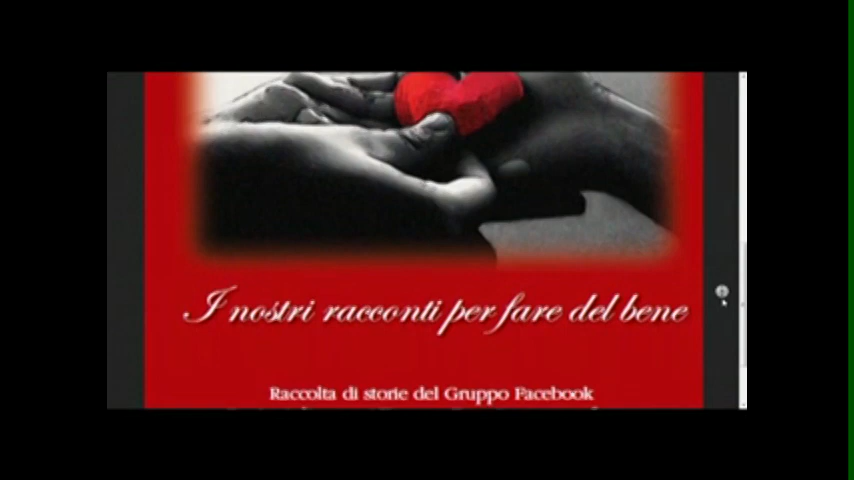 I nostri racconti per fare del bene
Raccolta di storie del Gruppo Facebook